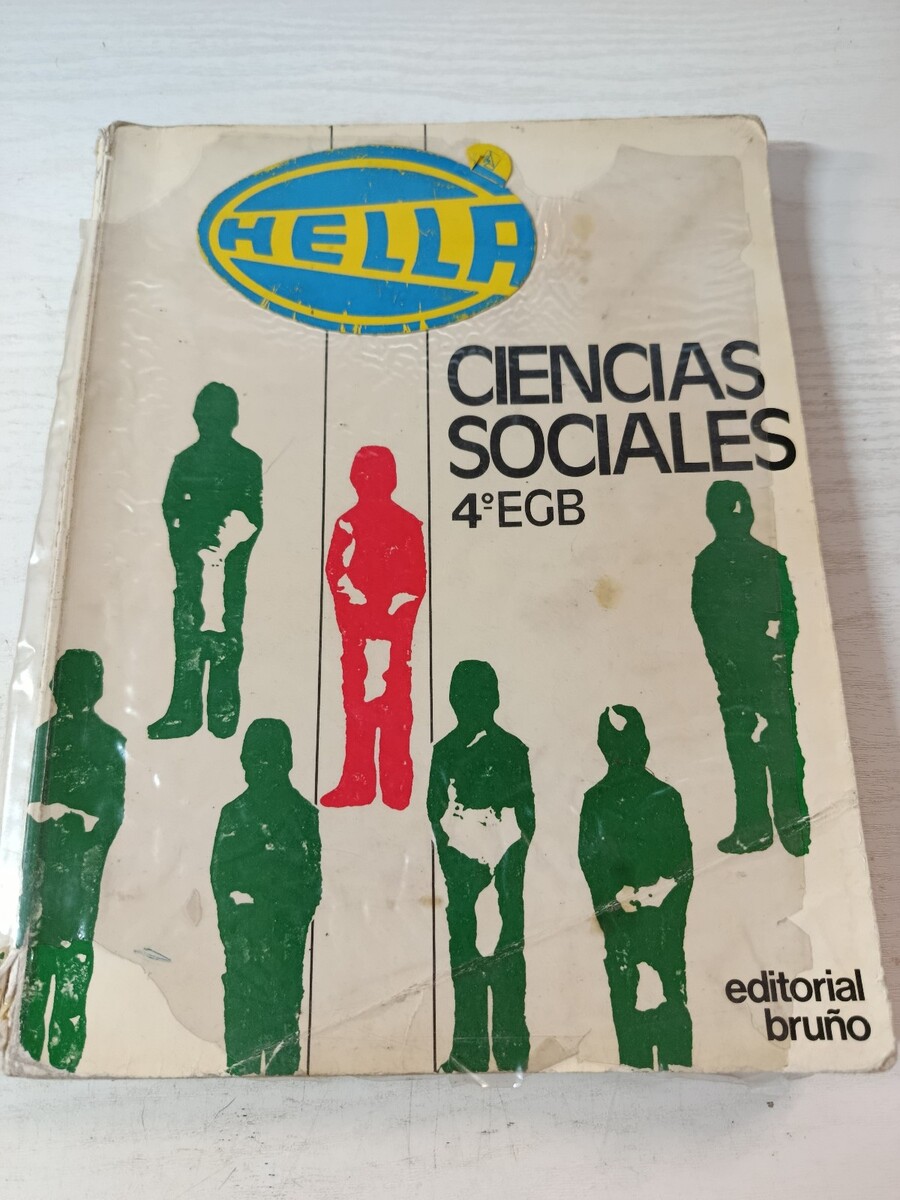 HELLA
CIENCIAS
SOCIALES
4º EGB
editorial
bruño